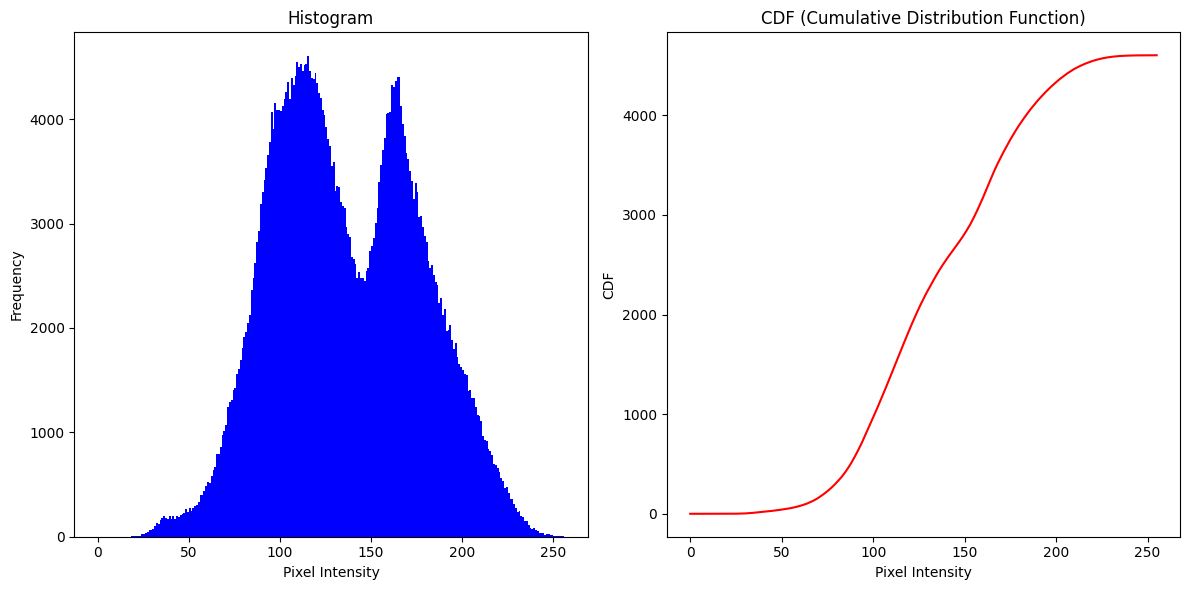 Histogram
Frequency
4000
3000
2000
1000
0
0 50 100 150 200 250
Pixel Intensity
CDF (Cumulative Distribution Function)
CDF
4000
3000
2000
1000
0
0 50 100 150 200 250
Pixel Intensity